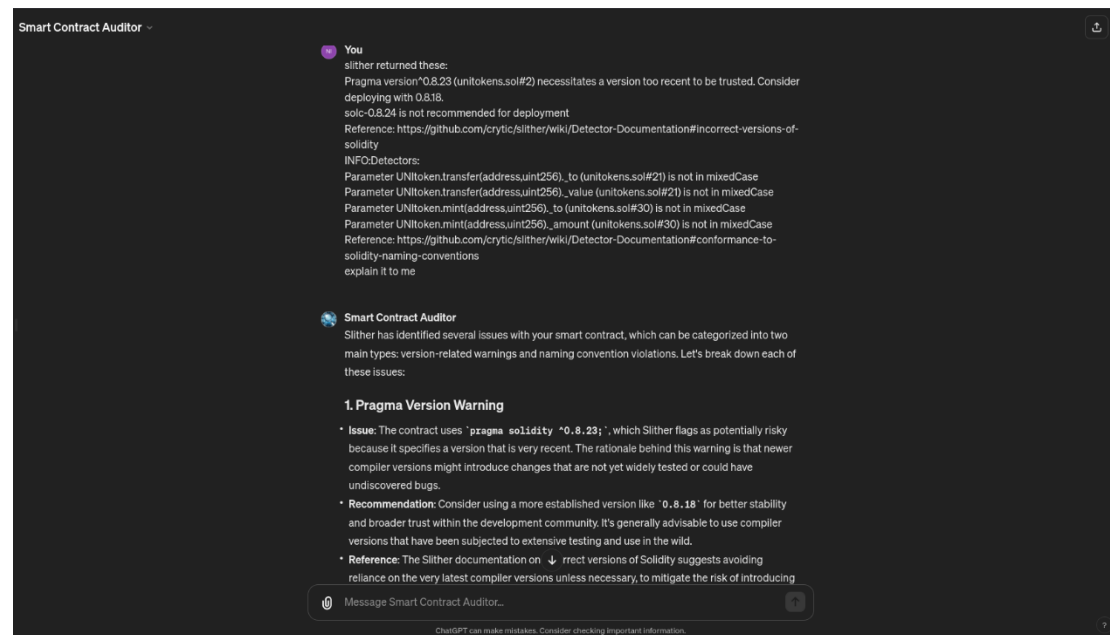 Smart Contract Auditor
NI
You
slither returned these:
Pragma version^0.8.23 (unitokens.sol#2) necessitates a version too recent to be trusted. Consider
deploying with 0.8.18.
solc-0.8.24 is not recommended for deployment
Reference: https://github.com/crytic/slither/wiki/Detector-Documentation#incorrect-versions-of-
solidity
INFO:Detectors:
Parameter UNItoken.transfer(address,uint256)._to (unitokens.sol#21) is not in mixedCase
Parameter UNItoken.transfer(address,uint256)._value (unitokens.sol#21) is not in mixedCase
Parameter UNItoken.mint(address,uint256)._to (unitokens.sol#30) is not in mixedCase
Parameter UNItoken.mint(address,uint256)._amount (unitokens.sol#30) is not in mixedCase
Reference: https://github.com/crytic/slither/wiki/Detector-Documentation#conformance-to-
solidity-naming-conventions
explain it to me
Smart Contract Auditor
Slither has identified several issues with your smart contract, which can be categorized into two
main types: version-related warnings and naming convention violations. Let's break down each of
these issues:
1. Pragma Version Warning
• Issue: The contract uses `pragma solidity ^0.8.23;`, which Slither flags as potentially risky
because it specifies a version that is very recent. The rationale behind this warning is that newer
compiler versions might introduce changes that are not yet widely tested or could have
undiscovered bugs.
• Recommendation: Consider using a more established version like `0.8.18` for better stability
and broader trust within the development community. It's generally advisable to use compiler
versions that have been subjected to extensive testing and use in the wild.
• Reference: The Slither documentation on rrect versions of Solidity suggests avoiding
reliance on the very latest compiler versions unless necessary, to mitigate the risk of introducing
Message Smart Contract Auditor...
ChatGPT can make mistakes. Consider checking important information.
?